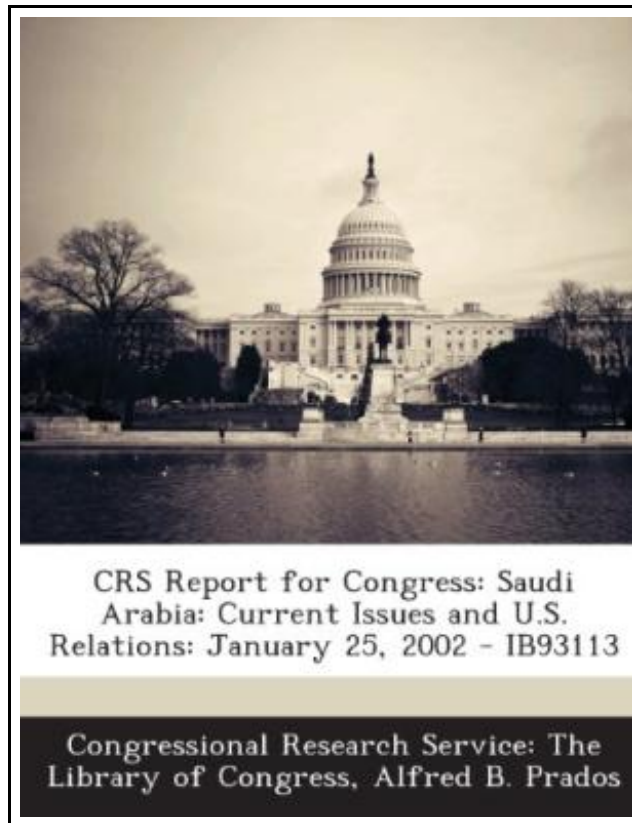 CRS Report for Congress: Saudi
Arabia: Current Issues and U.S.
Relations: January 25, 2002 - IB93113
Congressional Research Service: The
Library of Congress, Alfred B. Prados